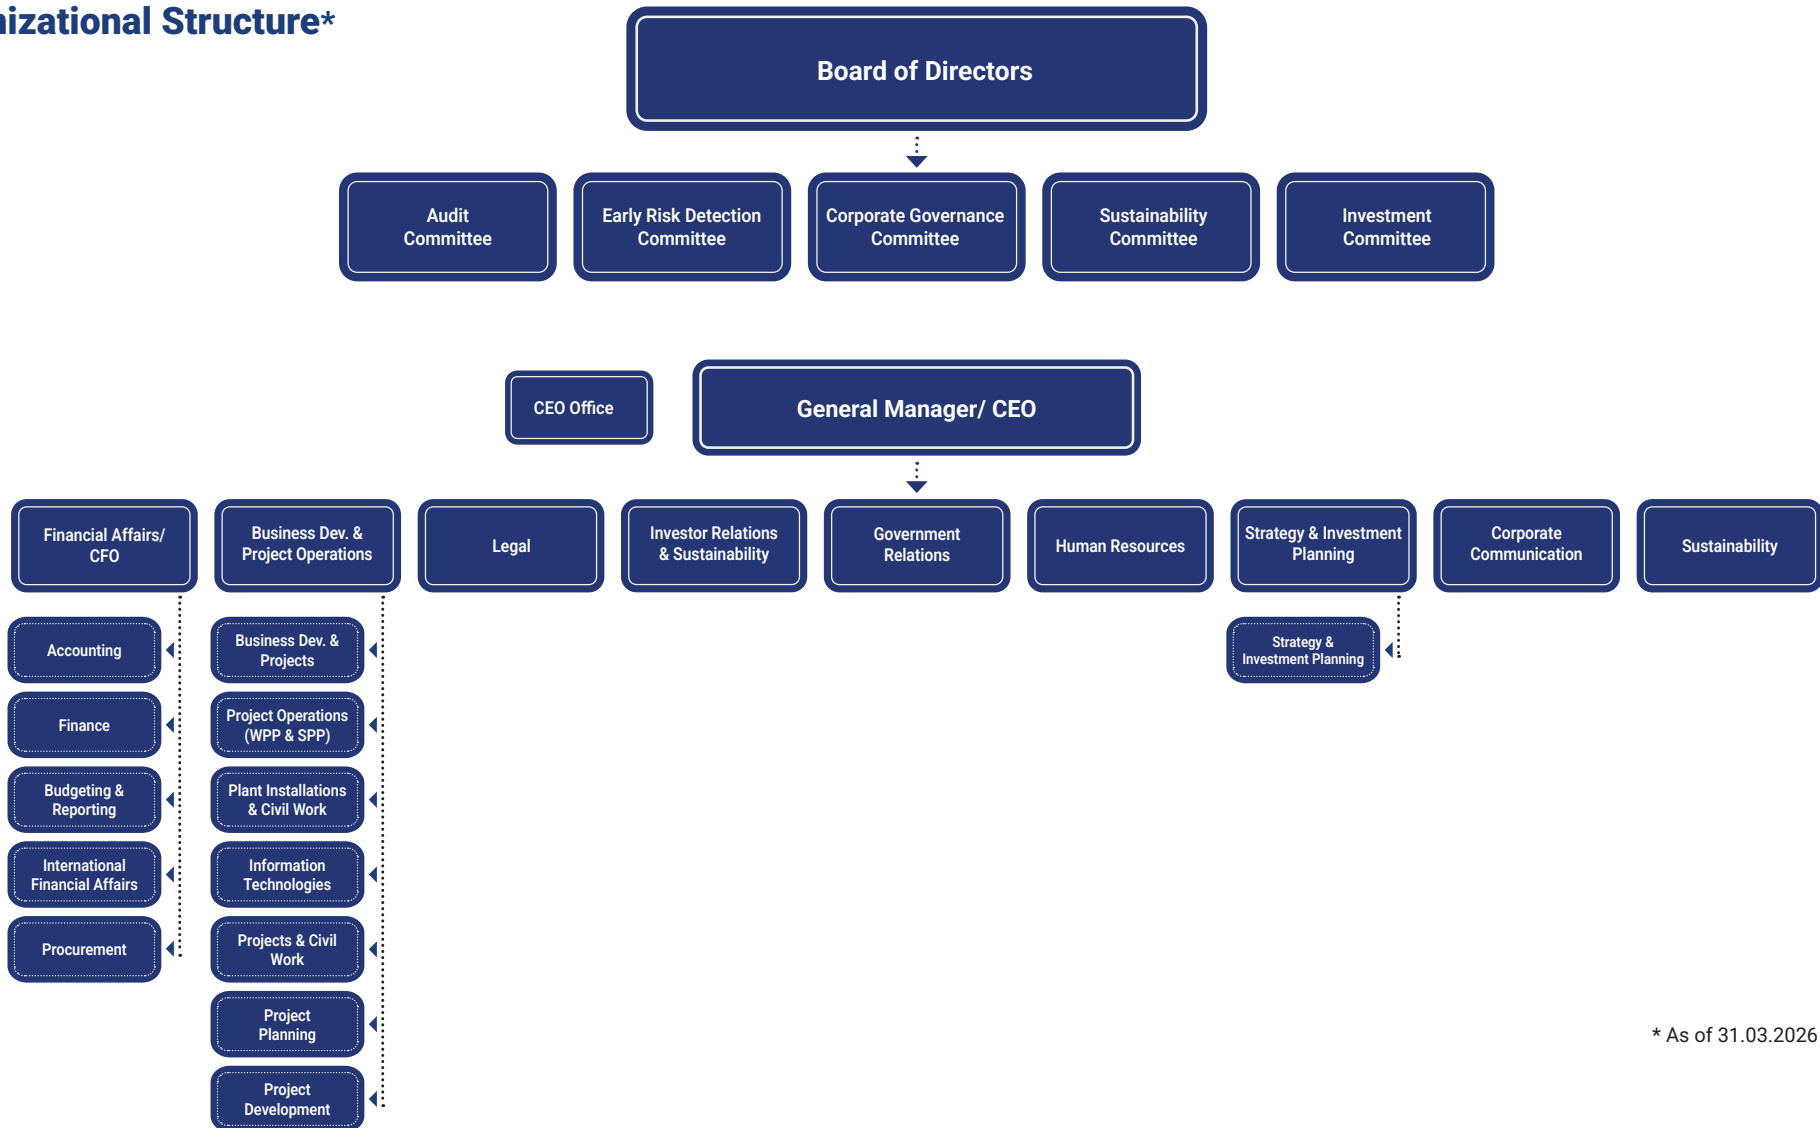 nizational Structure*
Board of Directors
Audit
Committee
Early Risk Detection
Committee
Corporate Governance
Committee
Sustainability
Committee
Investment
Committee
CEO Office
General Manager/ CEO
Financial Affairs/
CFO
Business Dev. &
Project Operations
Legal
Investor Relations
& Sustainability
Government
Relations
Human Resources
Strategy & Investment
Planning
Corporate
Communication
Sustainability
Accounting
Finance
Budgeting &
Reporting
International
Financial Affairs
Procurement
Business Dev. &
Projects
Project Operations
(WPP & SPP)
Plant Installations
& Civil Work
Information
Technologies
Projects & Civil
Work
Project
Planning
Project
Development
Strategy &
Investment Planning
* As of 31.03.2026